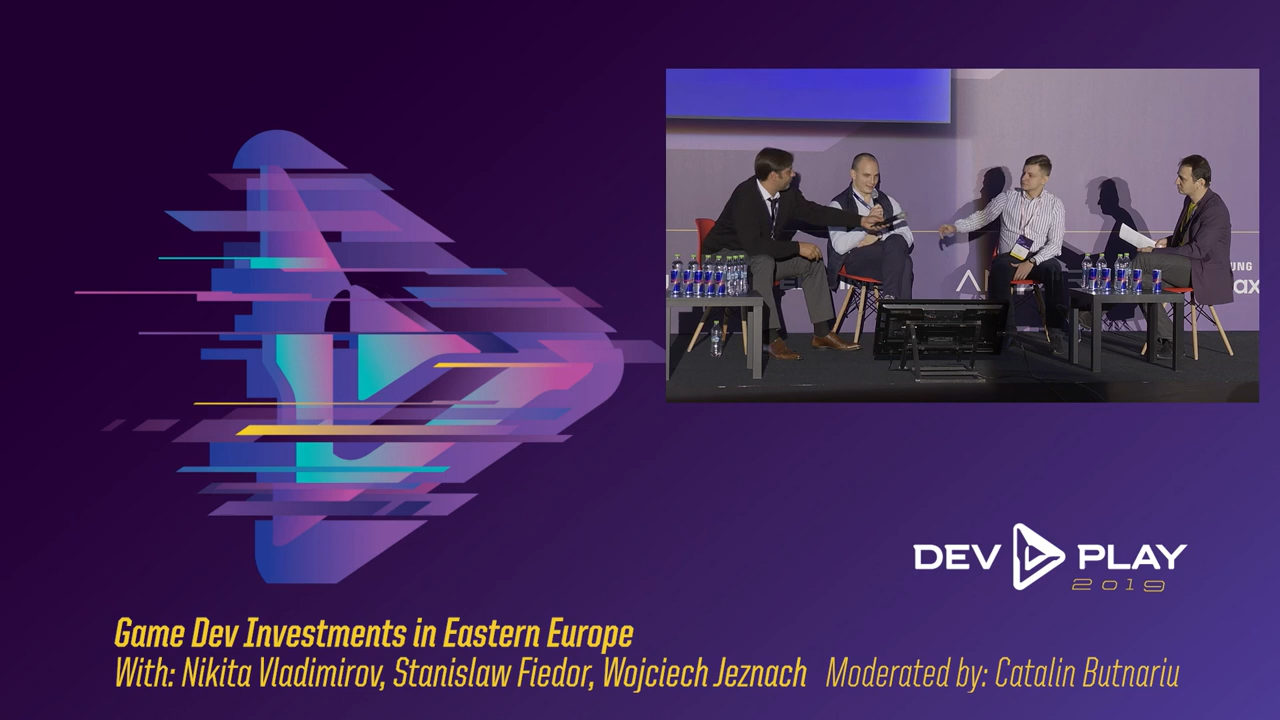 DEV PLAY
2019
Game Dev Investments in Eastern Europe
With: Nikita Vladimirov, Stanislaw Fiedor, Wojciech Jeznach Moderated by: Catalin Butnariu